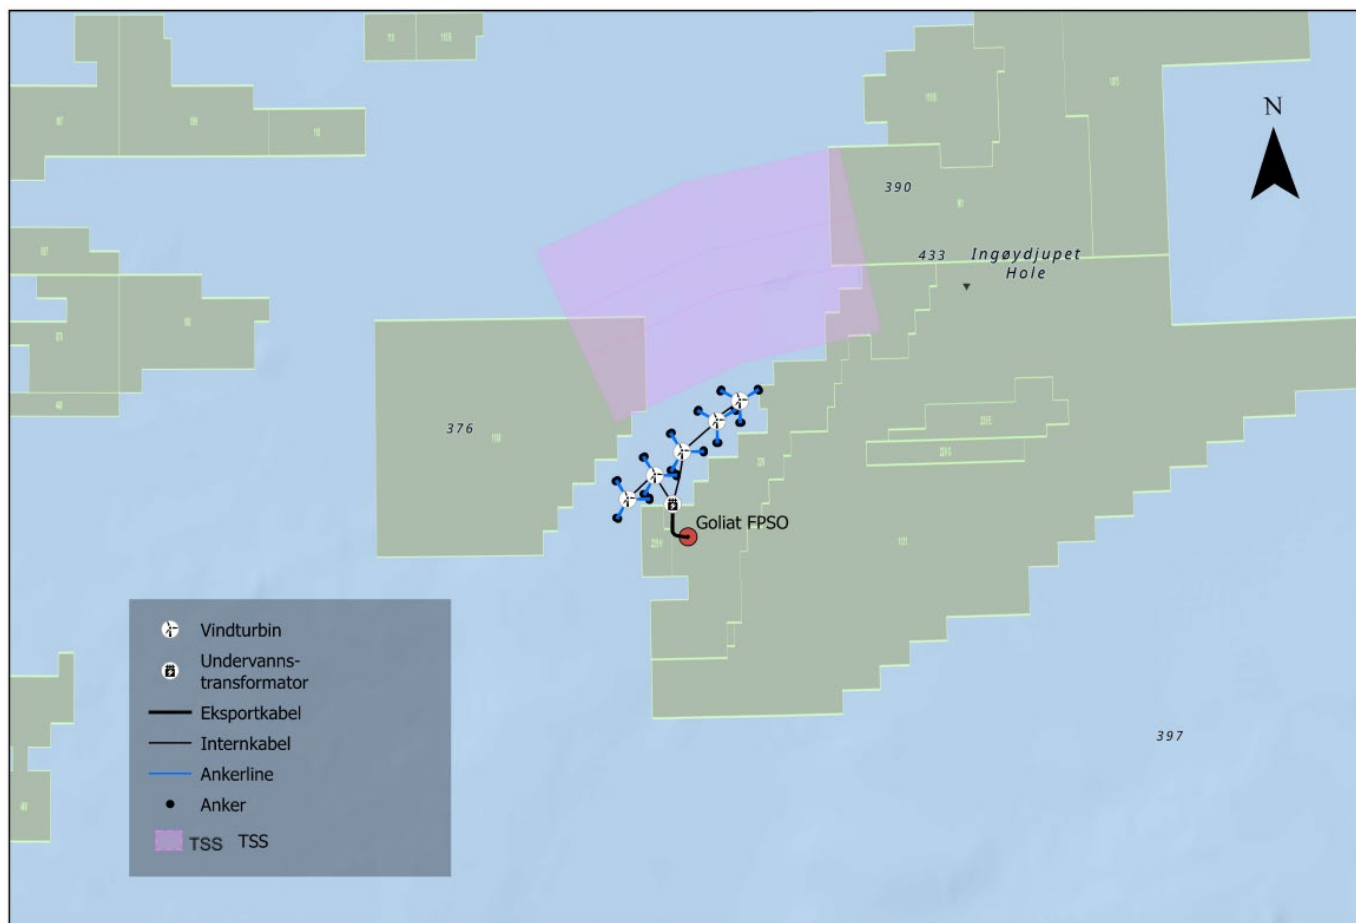 N
390
433
Ingøydjupet
Hole
376
Goliat FPSO
397
Vindturbin
Undervanns-
transformator
Eksportkabel
Internkabel
Ankerline
Anker
TSS TSS